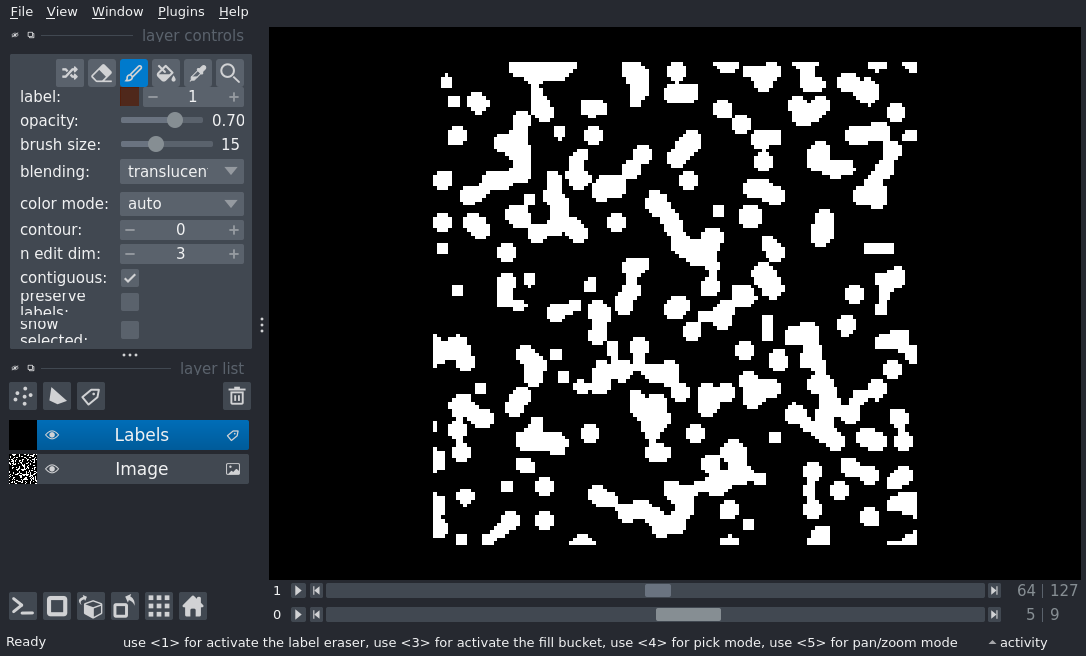 File View Window Plugins Help
layer controls
label: 1
opacity: 0.70
brush size: 15
blending: translucen
color mode: auto
contour: 0
n edit dim: 3
contiguous:
preserve
labels:
show
selected:
layer list
Labels
Image
1 64 | 127
0 5 | 9
Ready use <1> for activate the label eraser, use <3> for activate the fill bucket, use <4> for pick mode, use <5> for pan/zoom mode activity